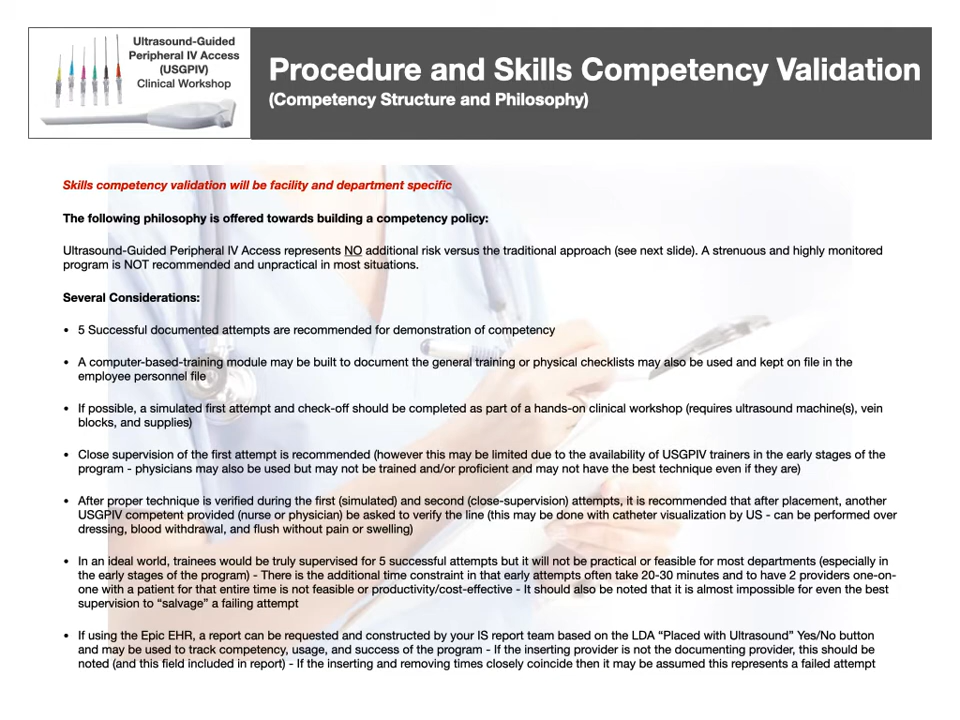 Ultrasound-Guided
Peripheral IV Access
(USGPIV)
Clinical Workshop
Procedure and Skills Competency Validation
(Competency Structure and Philosophy)
Skills competency validation will be facility and department specific
The following philosophy is offered towards building a competency policy:
Ultrasound-Guided Peripheral IV Access represents NO additional risk versus the traditional approach (see next slide). A strenuous and highly monitored
program is NOT recommended and unpractical in most situations.
Several Considerations:
• 5 Successful documented attempts are recommended for demonstration of competency
• A computer-based-training module may be built to document the general training or physical checklists may also be used and kept on file in the
employee personnel file
• If possible, a simulated first attempt and check-off should be completed as part of a hands-on clinical workshop (requires ultrasound machine(s), vein
blocks, and supplies)
• Close supervision of the first attempt is recommended (however this may be limited due to the availability of USGPIV trainers in the early stages of the
program - physicians may also be used but may not be trained and/or proficient and may not have the best technique even if they are)
• After proper technique is verified during the first (simulated) and second (close-supervision) attempts, it is recommended that after placement, another
USGPIV competent provided (nurse or physician) be asked to verify the line (this may be done with catheter visualization by US - can be performed over
dressing, blood withdrawal, and flush without pain or swelling)
• In an ideal world, trainees would be truly supervised for 5 successful attempts but it will not be practical or feasible for most departments (especially in
the early stages of the program) - There is the additional time constraint in that early attempts often take 20-30 minutes and to have 2 providers one-on-
one with a patient for that entire time is not feasible or productivity/cost-effective - It should also be noted that it is almost impossible for even the best
supervision to “salvage” a failing attempt
• If using the Epic EHR, a report can be requested and constructed by your IS report team based on the LDA “Placed with Ultrasound” Yes/No button
and may be used to track competency, usage, and success of the program - If the inserting provider is not the documenting provider, this should be
noted (and this field included in report) - If the inserting and removing times closely coincide then it may be assumed this represents a failed attempt